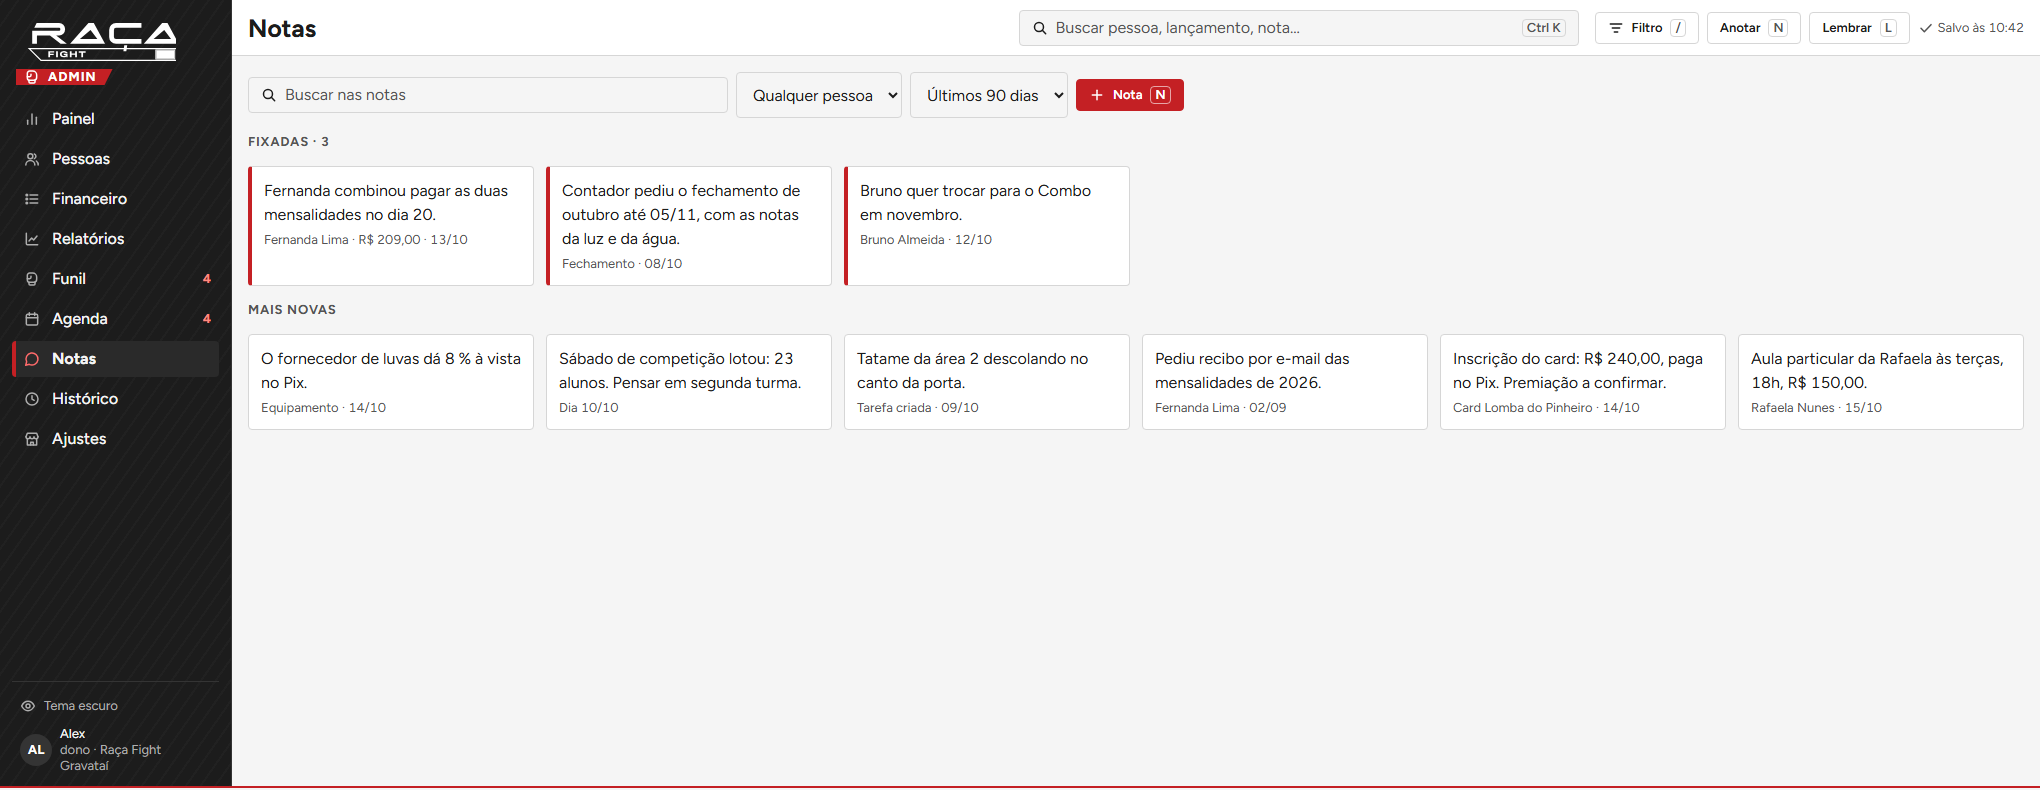 RAÇA
FIGHT
ADMIN
Painel
Pessoas
Financeiro
Relatórios
Funil 4
Agenda 4
Notas
Histórico
Ajustes
Tema escuro
AL
Alex
dono · Raça Fight
Gravataí
Notas
Buscar pessoa, lançamento, nota... Ctrl K
Filtro /
Anotar N
Lembrar L
Salvo às 10:42
Buscar nas notas
Qualquer pessoa
Últimos 90 dias
+ Nota N
FIXADAS · 3
Fernanda combinou pagar as duas
mensalidades no dia 20.
Fernanda Lima · R$ 209,00 · 13/10
Contador pediu o fechamento de
outubro até 05/11, com as notas
da luz e da água.
Fechamento · 08/10
Bruno quer trocar para o Combo
em novembro.
Bruno Almeida · 12/10
MAIS NOVAS
O fornecedor de luvas dá 8 % à vista
no Pix.
Equipamento · 14/10
Sábado de competição lotou: 23
alunos. Pensar em segunda turma.
Dia 10/10
Tatame da área 2 descolando no
canto da porta.
Tarefa criada · 09/10
Pediu recibo por e-mail das
mensalidades de 2026.
Fernanda Lima · 02/09
Inscrição do card: R$ 240,00, paga
no Pix. Premiação a confirmar.
Card Lomba do Pinheiro · 14/10
Aula particular da Rafaela às terças,
18h, R$ 150,00.
Rafaela Nunes · 15/10